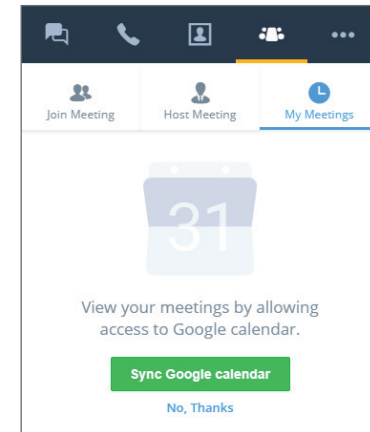 Join Meeting
Host Meeting
My Meetings
31
View your meetings by allowing
access to Google calendar.
Sync Google calendar
No, Thanks